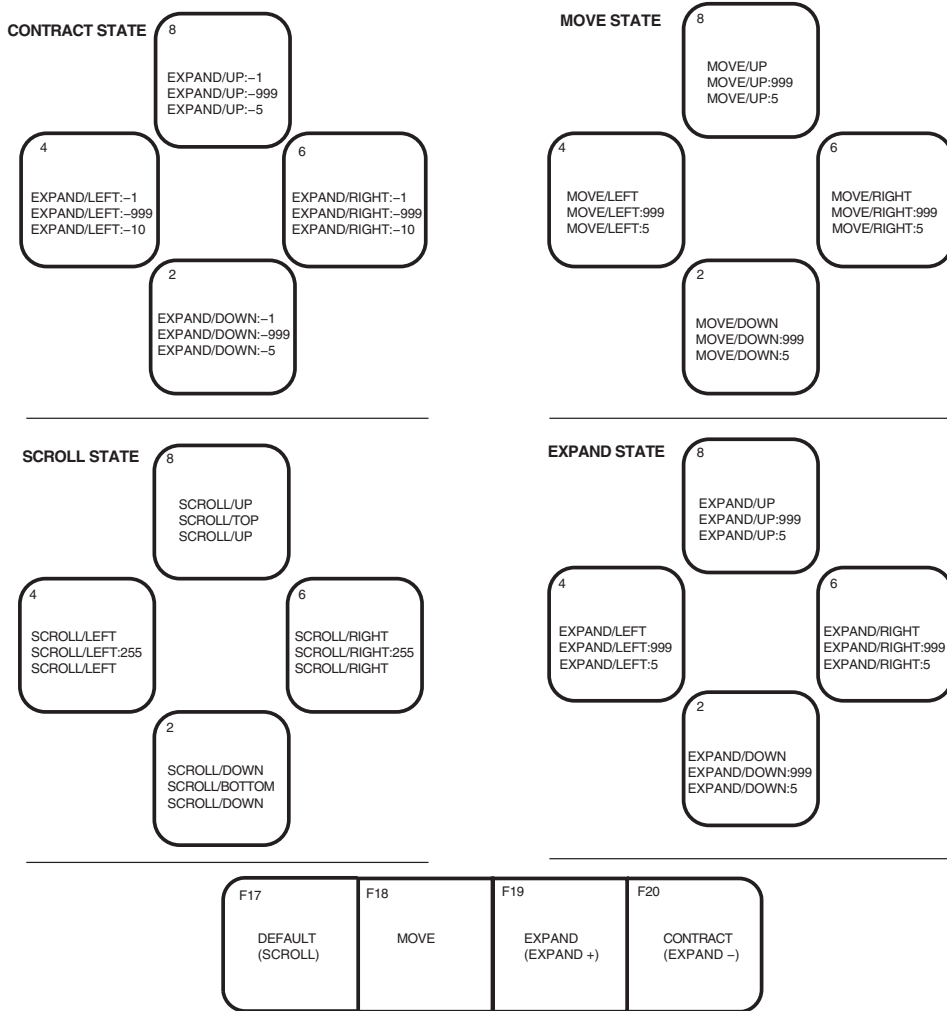 CONTRACT STATE
8
EXPAND/UP:−1
EXPAND/UP:−999
EXPAND/UP:−5
4
EXPAND/LEFT:−1
EXPAND/LEFT:−999
EXPAND/LEFT:−10
6
EXPAND/RIGHT:−1
EXPAND/RIGHT:−999
EXPAND/RIGHT:−10
2
EXPAND/DOWN:−1
EXPAND/DOWN:−999
EXPAND/DOWN:−5
MOVE STATE
8
MOVE/UP
MOVE/UP:999
MOVE/UP:5
4
MOVE/LEFT
MOVE/LEFT:999
MOVE/LEFT:5
6
MOVE/RIGHT
MOVE/RIGHT:999
MOVE/RIGHT:5
2
MOVE/DOWN
MOVE/DOWN:999
MOVE/DOWN:5
SCROLL STATE
8
SCROLL/UP
SCROLL/TOP
SCROLL/UP
4
SCROLL/LEFT
SCROLL/LEFT:255
SCROLL/LEFT
6
SCROLL/RIGHT
SCROLL/RIGHT:255
SCROLL/RIGHT
2
SCROLL/DOWN
SCROLL/BOTTOM
SCROLL/DOWN
EXPAND STATE
8
EXPAND/UP
EXPAND/UP:999
EXPAND/UP:5
4
EXPAND/LEFT
EXPAND/LEFT:999
EXPAND/LEFT:5
6
EXPAND/RIGHT
EXPAND/RIGHT:999
EXPAND/RIGHT:5
2
EXPAND/DOWN
EXPAND/DOWN:999
EXPAND/DOWN:5
F17
DEFAULT
(SCROLL)
F18
MOVE
F19
EXPAND
(EXPAND +)
F20
CONTRACT
(EXPAND −)